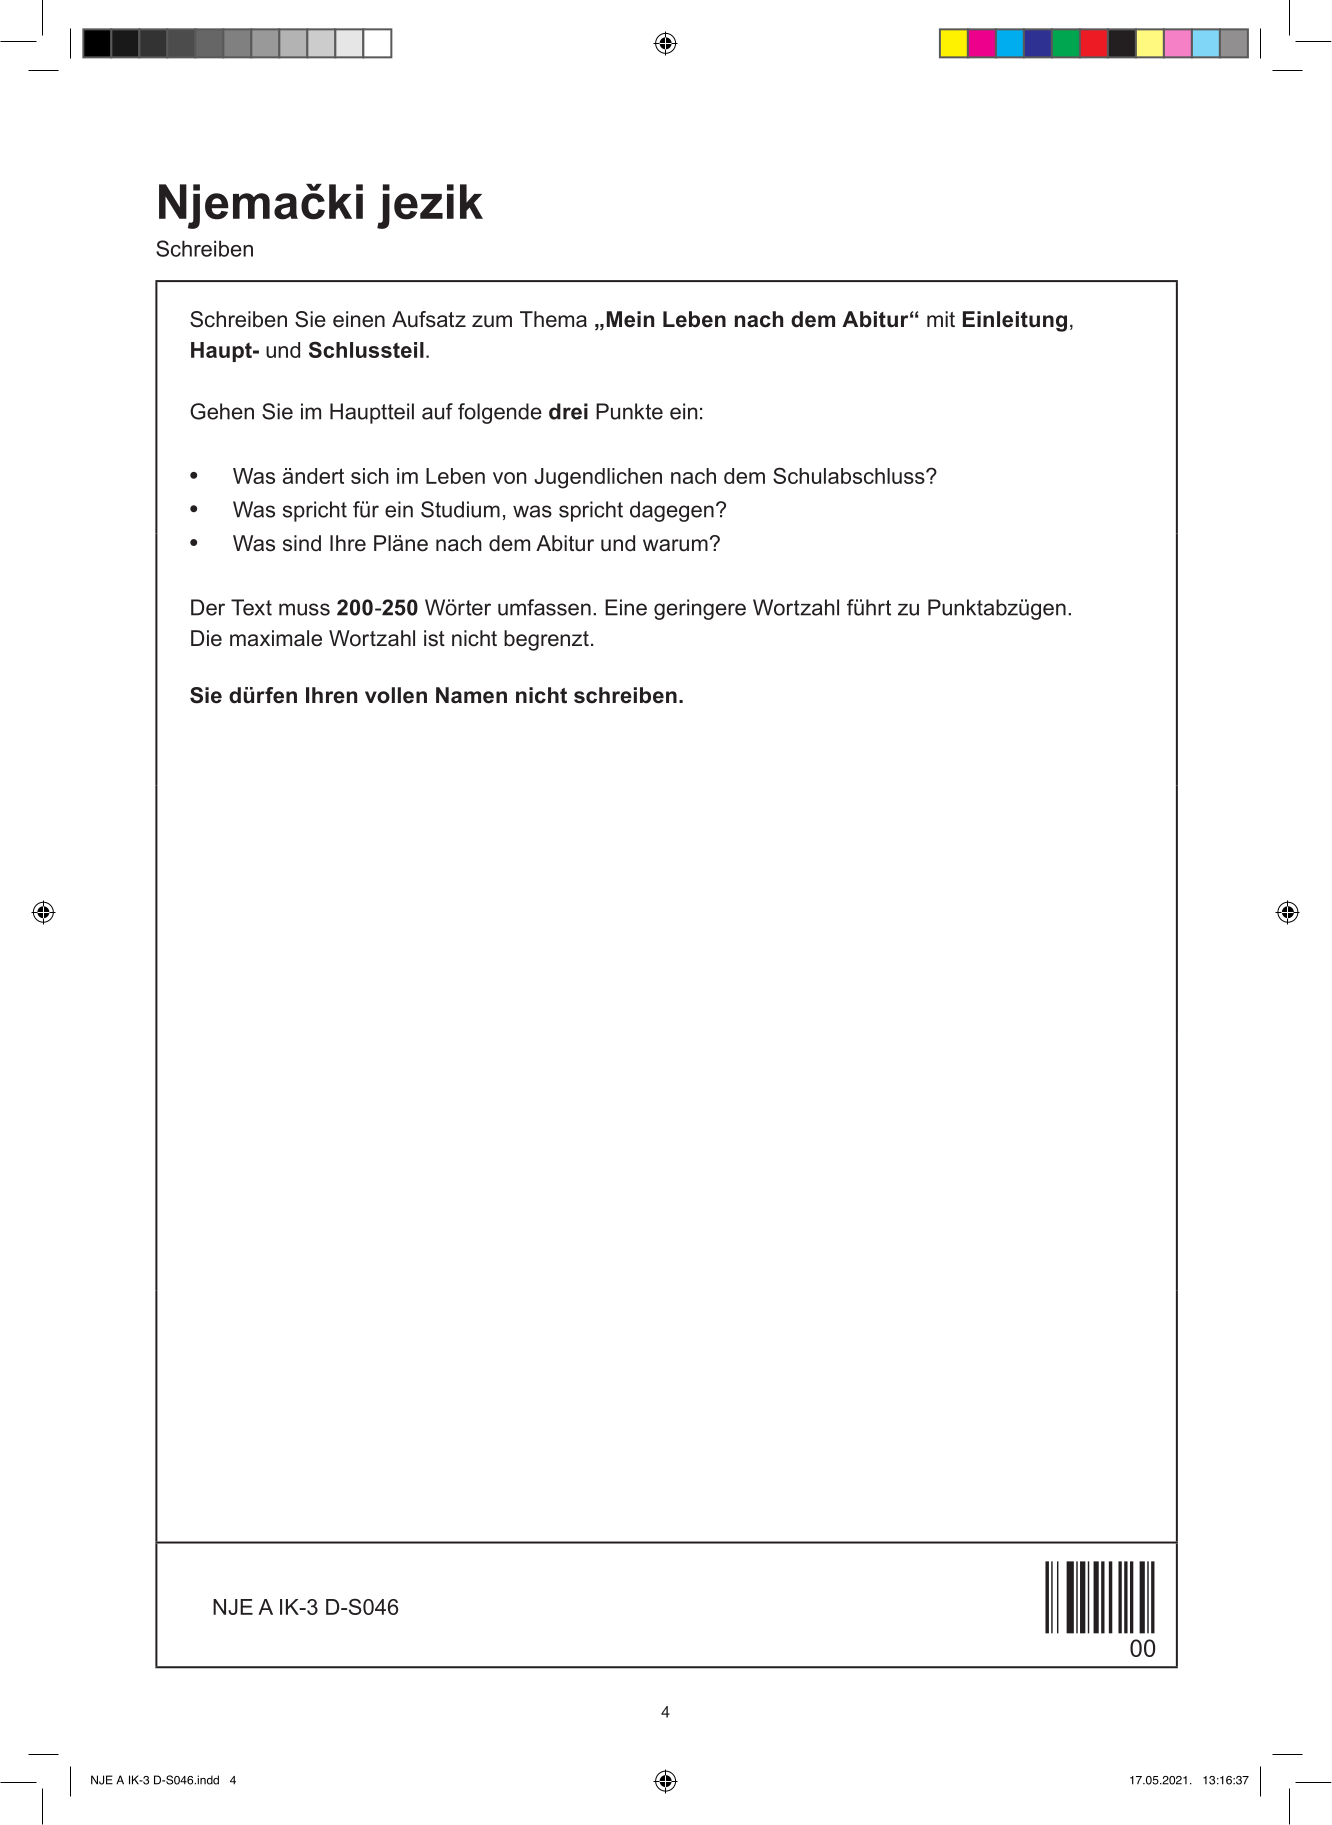 Njemački jezik
Schreiben
Schreiben Sie einen Aufsatz zum Thema „Mein Leben nach dem Abitur“ mit Einleitung,
Haupt- und Schlussteil.
Gehen Sie im Hauptteil auf folgende drei Punkte ein:
• Was ändert sich im Leben von Jugendlichen nach dem Schulabschluss?
• Was spricht für ein Studium, was spricht dagegen?
• Was sind Ihre Pläne nach dem Abitur und warum?
Der Text muss 200-250 Wörter umfassen. Eine geringere Wortzahl führt zu Punktabzügen.
Die maximale Wortzahl ist nicht begrenzt.
Sie dürfen Ihren vollen Namen nicht schreiben.
NJE A IK-3 D-S046
00
4
NJE A IK-3 D-S046.indd 4
17.05.2021. 13:16:37